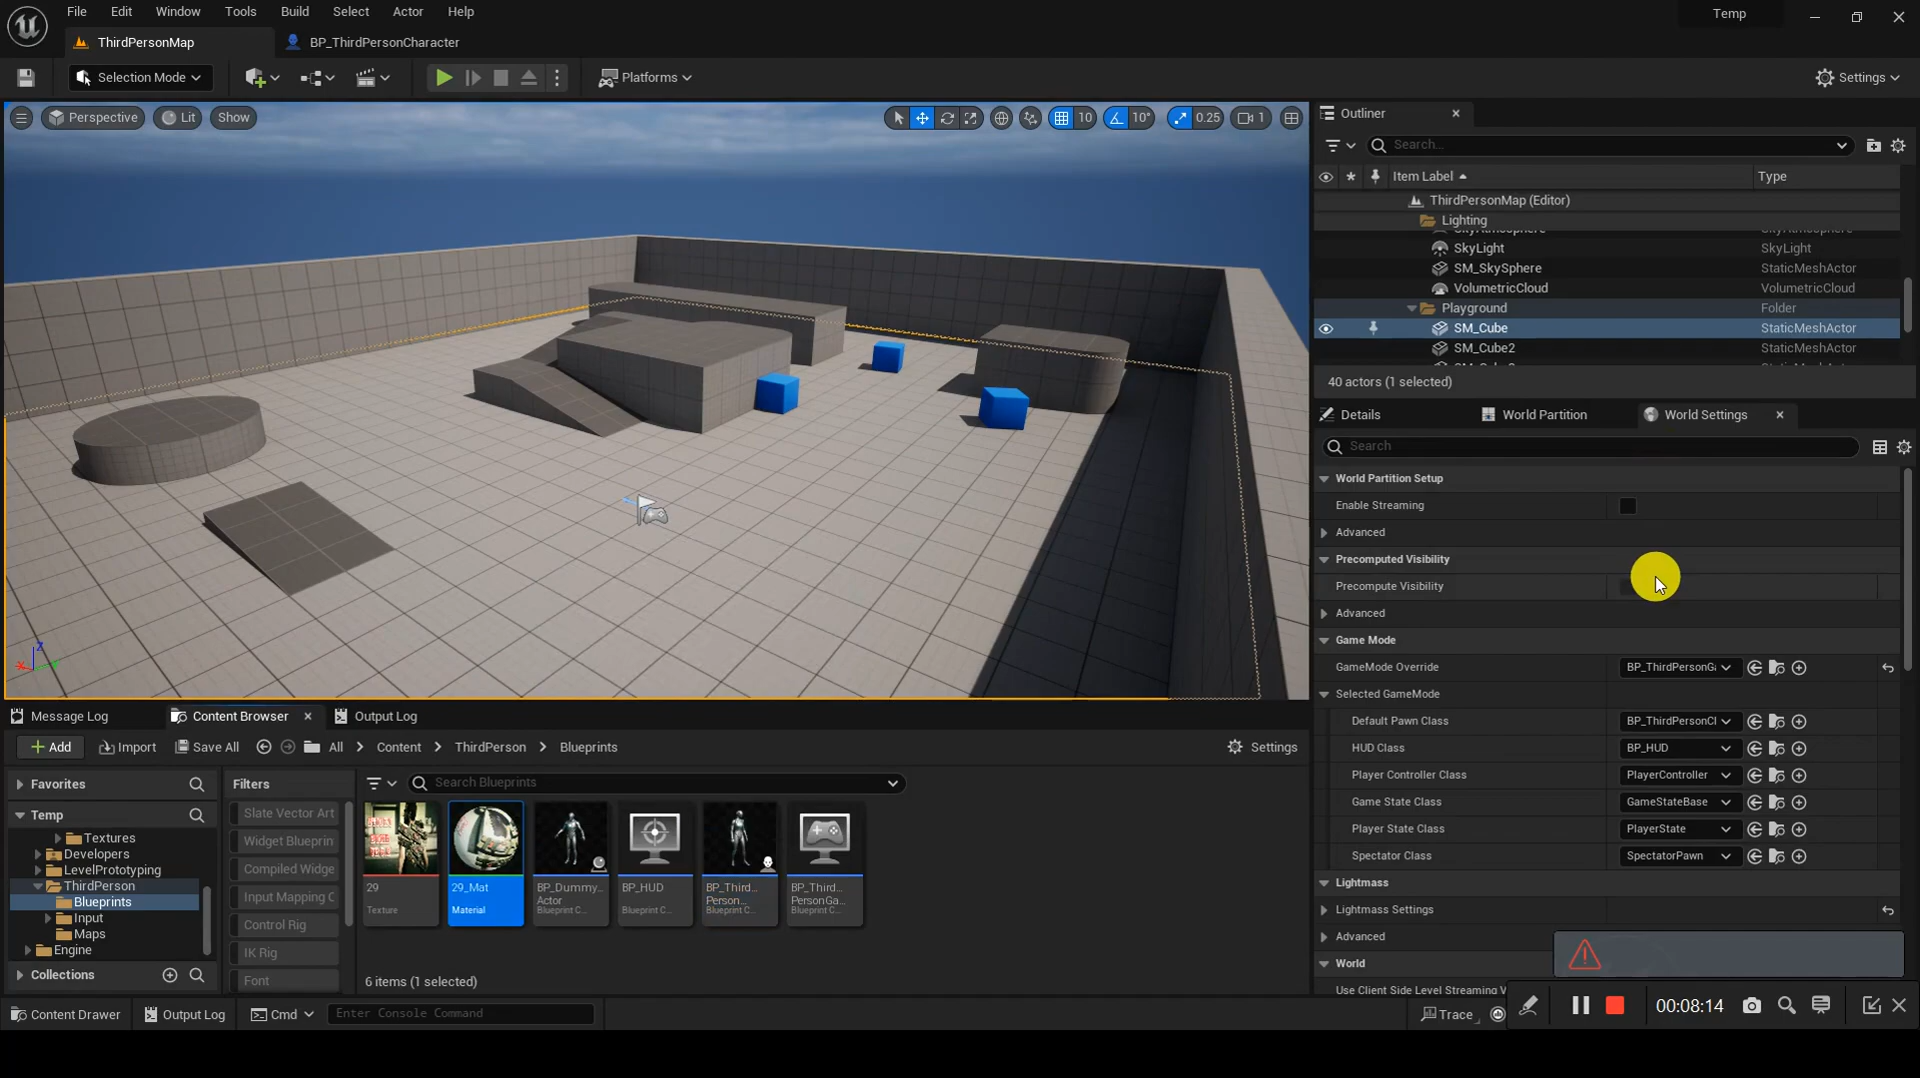 File Edit Window Tools Build Select Actor Help
Temp
ThirdPersonMap
BP_ThirdPersonCharacter
Selection Mode
Platforms
Settings
Perspective
Lit
Show
10
10°
0.25
1
Outliner
Search...
Item Label
Type
ThirdPersonMap (Editor)
Lighting
SkyAtmosphere
SkyLight SkyLight
SM_SkySphere StaticMeshActor
VolumetricCloud VolumetricCloud
Playground Folder
SM_Cube StaticMeshActor
SM_Cube2 StaticMeshActor
40 actors (1 selected)
Details
World Partition
World Settings
Search
World Partition Setup
Enable Streaming
Advanced
Precomputed Visibility
Precompute Visibility
Advanced
Game Mode
GameMode Override BP_ThirdPersonGa
Selected GameMode
Default Pawn Class BP_ThirdPersonCl
HUD Class BP_HUD
Player Controller Class PlayerController
Game State Class GameStateBase
Player State Class PlayerState
Spectator Class SpectatorPawn
Lightmass
Lightmass Settings
Advanced
World
Use Client Side Level Streaming V
Message Log
Content Browser
Output Log
Add
Import
Save All
All
Content
ThirdPerson
Blueprints
Settings
Favorites
Temp
Textures
Developers
LevelPrototyping
ThirdPerson
Blueprints
Input
Maps
Engine
Collections
Filters
Slate Vector Art
Widget Blueprin
Compiled Widge
Input Mapping C
Control Rig
IK Rig
Font
Search Blueprints
29
Texture
29_Mat
Material
BP_Dummy...
Actor
Blueprint C...
BP_HUD
Blueprint C...
BP_Third...
Person...
Blueprint C...
BP_Third...
PersonGa...
Blueprint C...
6 items (1 selected)
Content Drawer
Output Log
Cmd
Enter Console Command
Trace
00:08:14